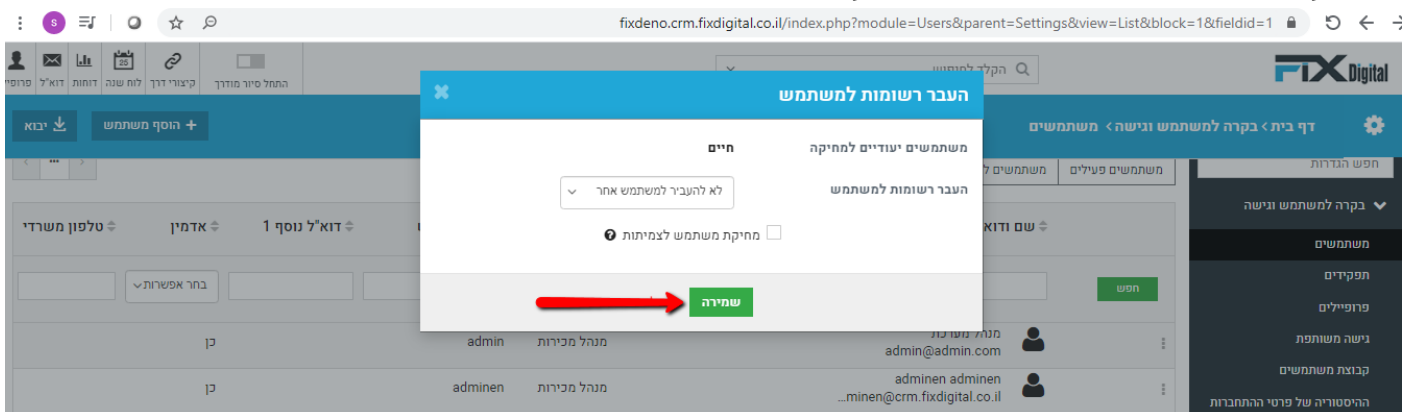 fixdeno.crm.fixdigital.co.il/index.php?module=Users&parent=Settings&view=List&block=1&fieldid=1
S
FIX Digital
הקלד לחיפוש
התחל סיור מודרך
קיצורי דרך
25
לוח שנה
דוחות
דוא"ל
דף בית > בקרה למשתמש וגישה > משתמשים
+ הוסף משתמש
יבוא
חפש הגדרות
בקרה למשתמש וגישה
משתמשים
תפקידים
פרופיילים
גישה משותפת
קבוצת משתמשים
ההיסטוריה של פרטי ההתחברות
משתמשים פעילים
העבר רשומות למשתמש
משתמשים יעודיים למחיקה
חיים
העבר רשומות למשתמש
לא להעביר למשתמש אחר
מחיקת משתמש לצמיתות
שמירה
דוא"ל נוסף 1
אדמין
טלפון משרדי
חפש
בחר אפשרות
מנהל מערכת
admin@admin.com
מנהל מכירות
admin
כן
adminen adminen
...minen@crm.fixdigital.co.il
מנהל מכירות
adminen
כן